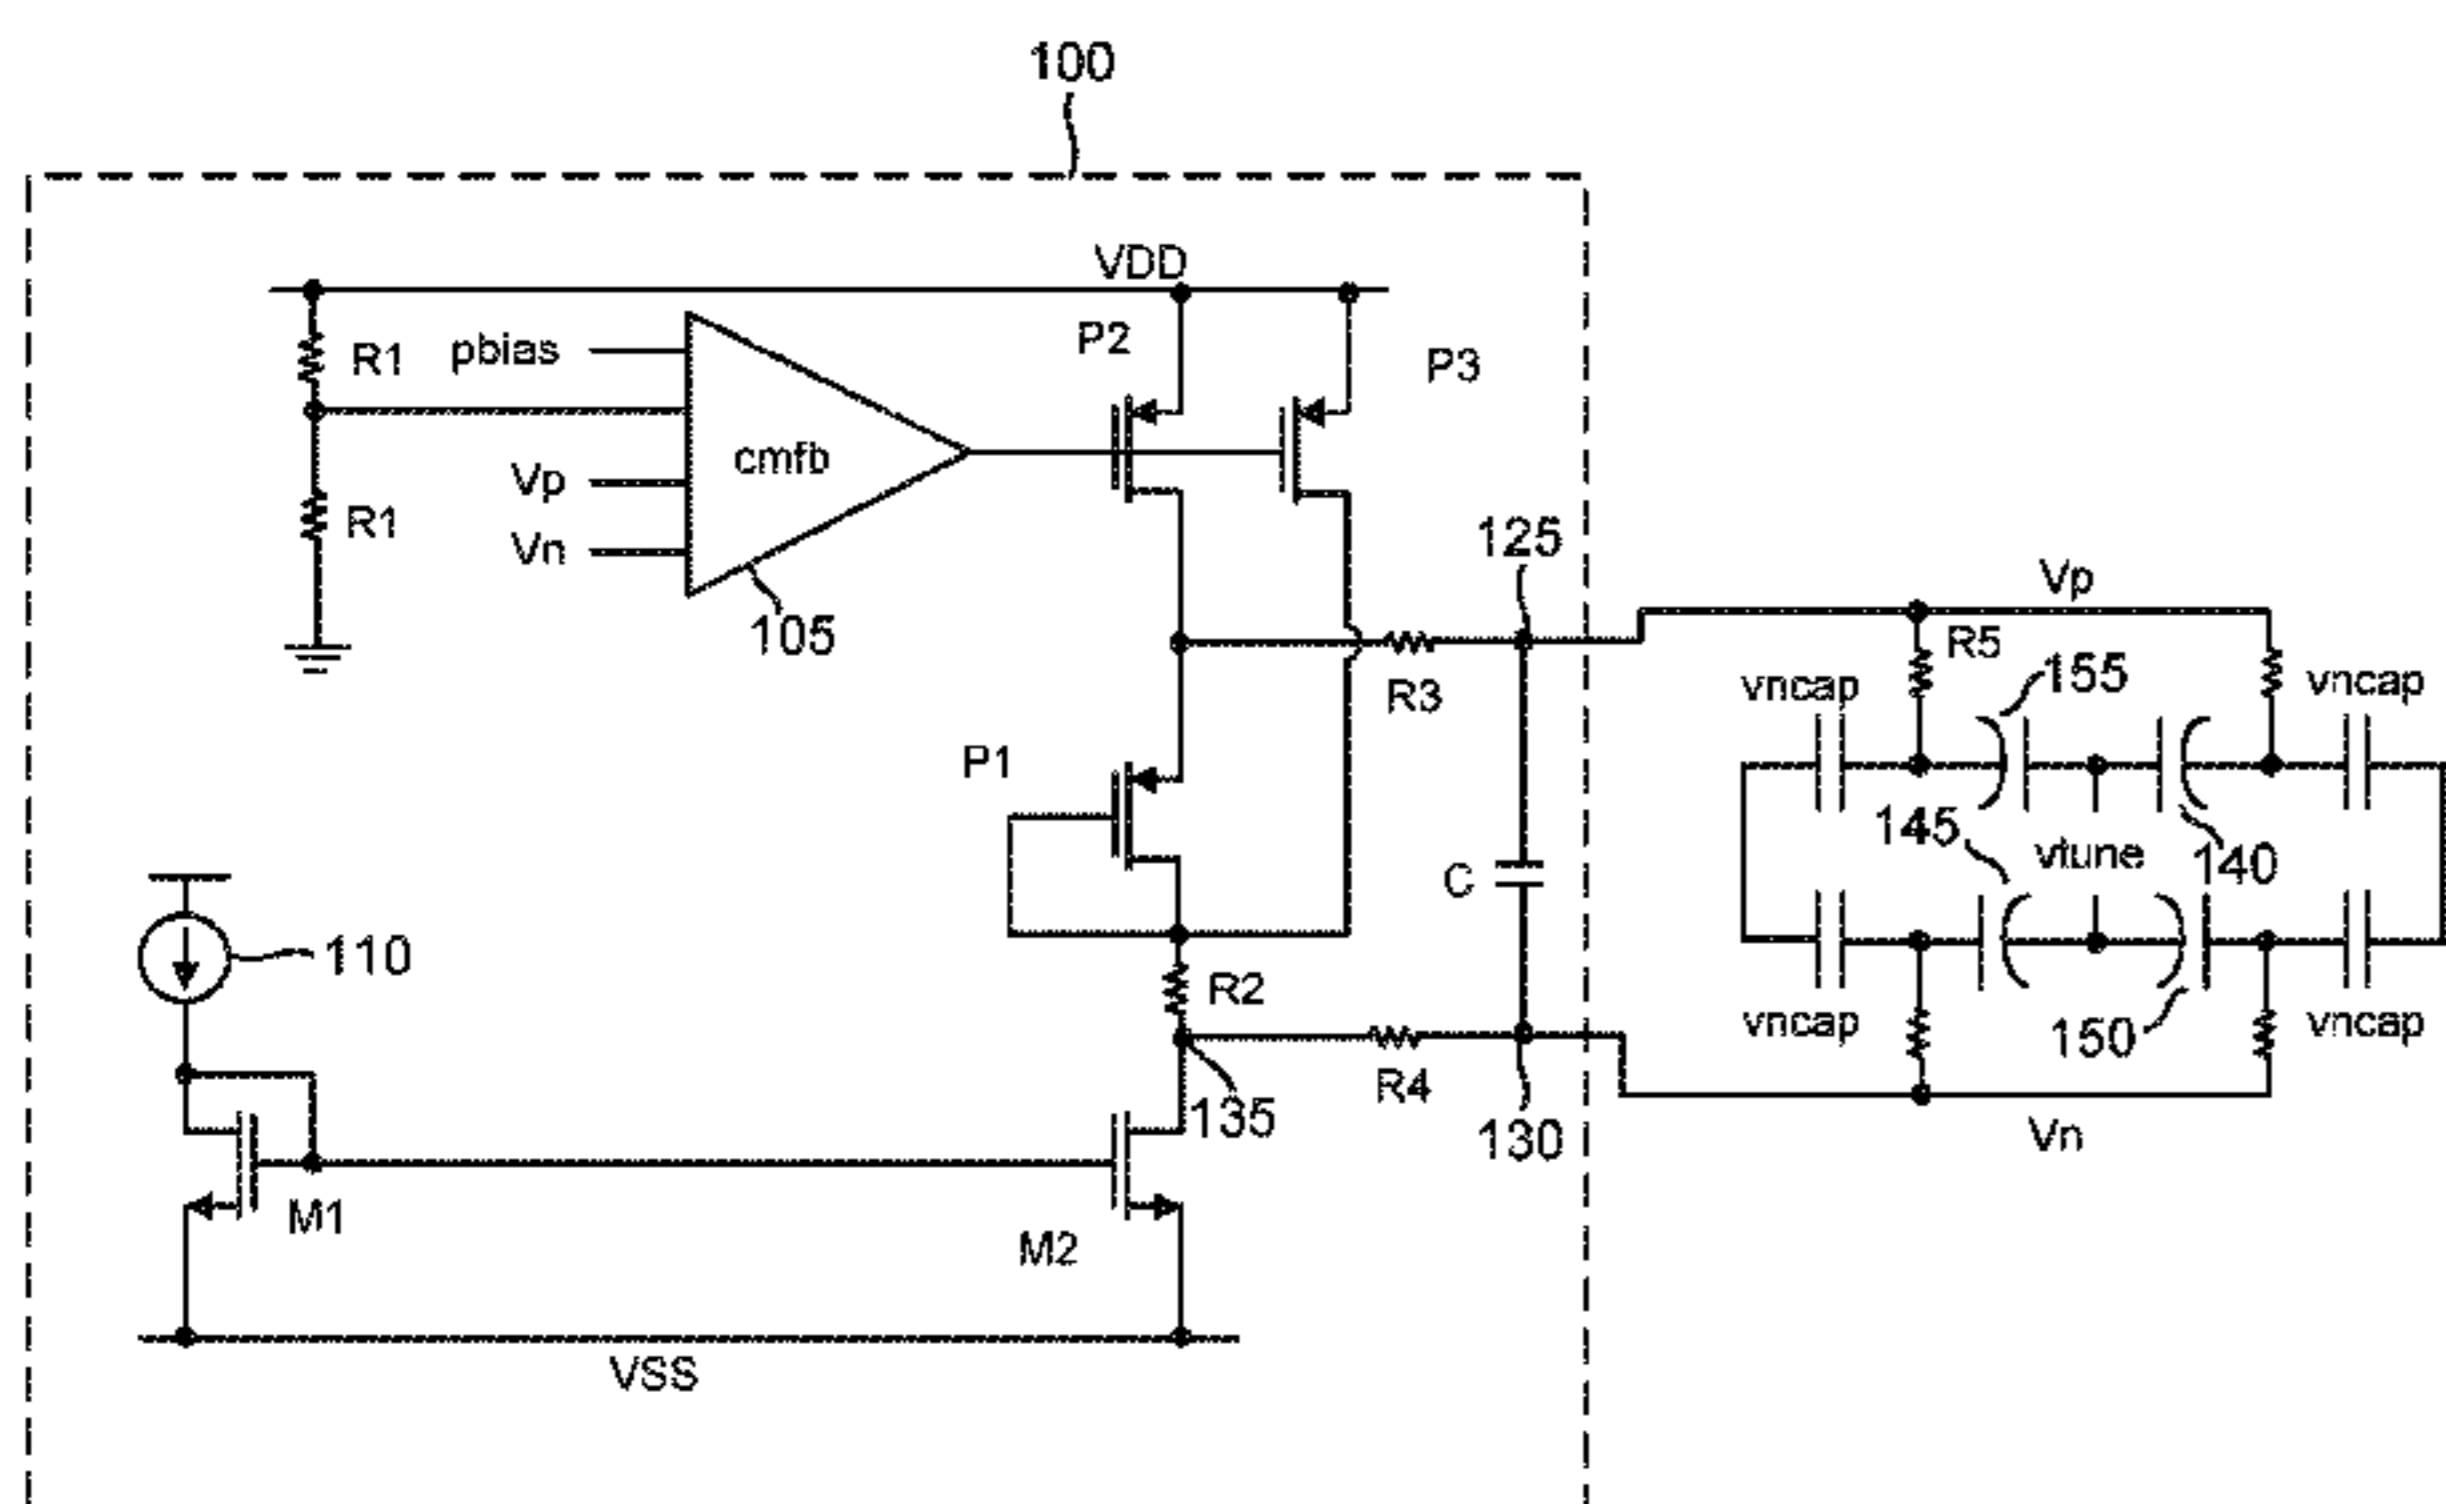 100
VDD
P2
P3
R1
pbias
cmfb
Vp
R1
Vn
105
125
Vp
R5
155
vncap
vncap
R3
P1
145
vtune
140
C
110
R2
vncap
150
vncap
R4
135
130
Vn
M1
M2
VSS